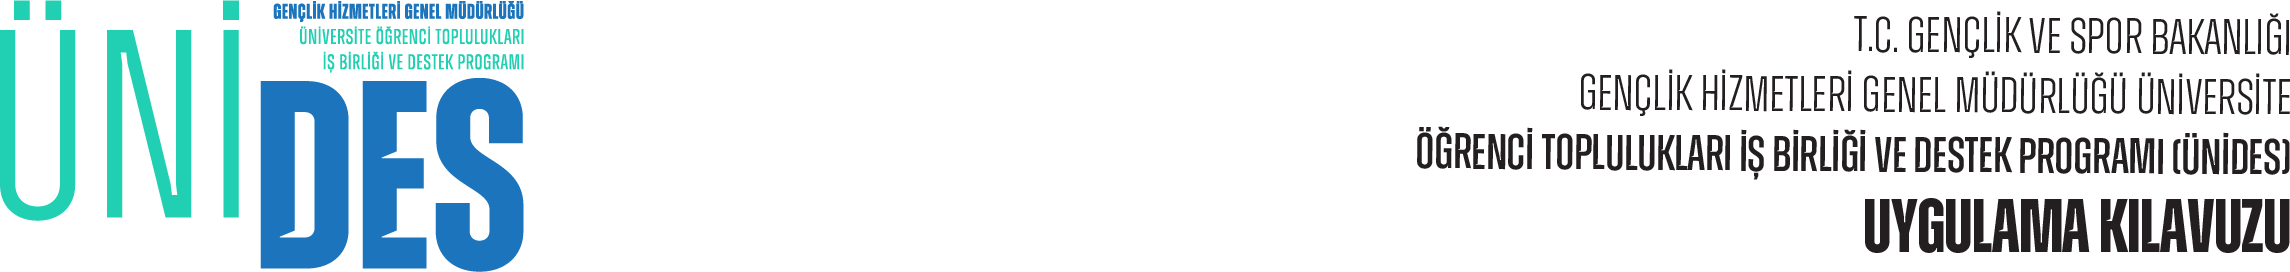 ÜNİDES
GENÇLİK HİZMETLERİ GENEL MÜDÜRLÜĞÜ
ÜNİVERSİTE ÖĞRENCİ TOPLULUKLARI
İŞ BİRLİĞİ VE DESTEK PROGRAMI
T.C. GENÇLİK VE SPOR BAKANLIĞI
GENÇLİK HİZMETLERİ GENEL MÜDÜRLÜĞÜ ÜNİVERSİTE
ÖĞRENCİ TOPLULUKLARI İŞ BİRLİĞİ VE DESTEK PROGRAMI (ÜNİDES)
UYGULAMA KILAVUZU